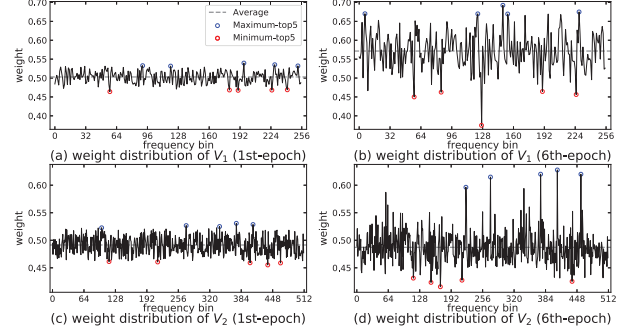 0.70
0.65
0.60
0.55
0.50
0.45
0.40
weight
Average
Maximum-top5
Minimum-top5
0 32 64 96 128 160 192 224 256
frequency bin
(a) weight distribution of V1 (1st-epoch)
0.70
0.65
0.60
0.55
0.50
0.45
0.40
weight
0 32 64 96 128 160 192 224 256
frequency bin
(b) weight distribution of V1 (6th-epoch)
0.60
0.55
0.50
0.45
weight
0 64 128 192 256 320 384 448 512
frequency bin
(c) weight distribution of V2 (1st-epoch)
0.60
0.55
0.50
0.45
weight
0 64 128 192 256 320 384 448 512
frequency bin
(d) weight distribution of V2 (6th-epoch)